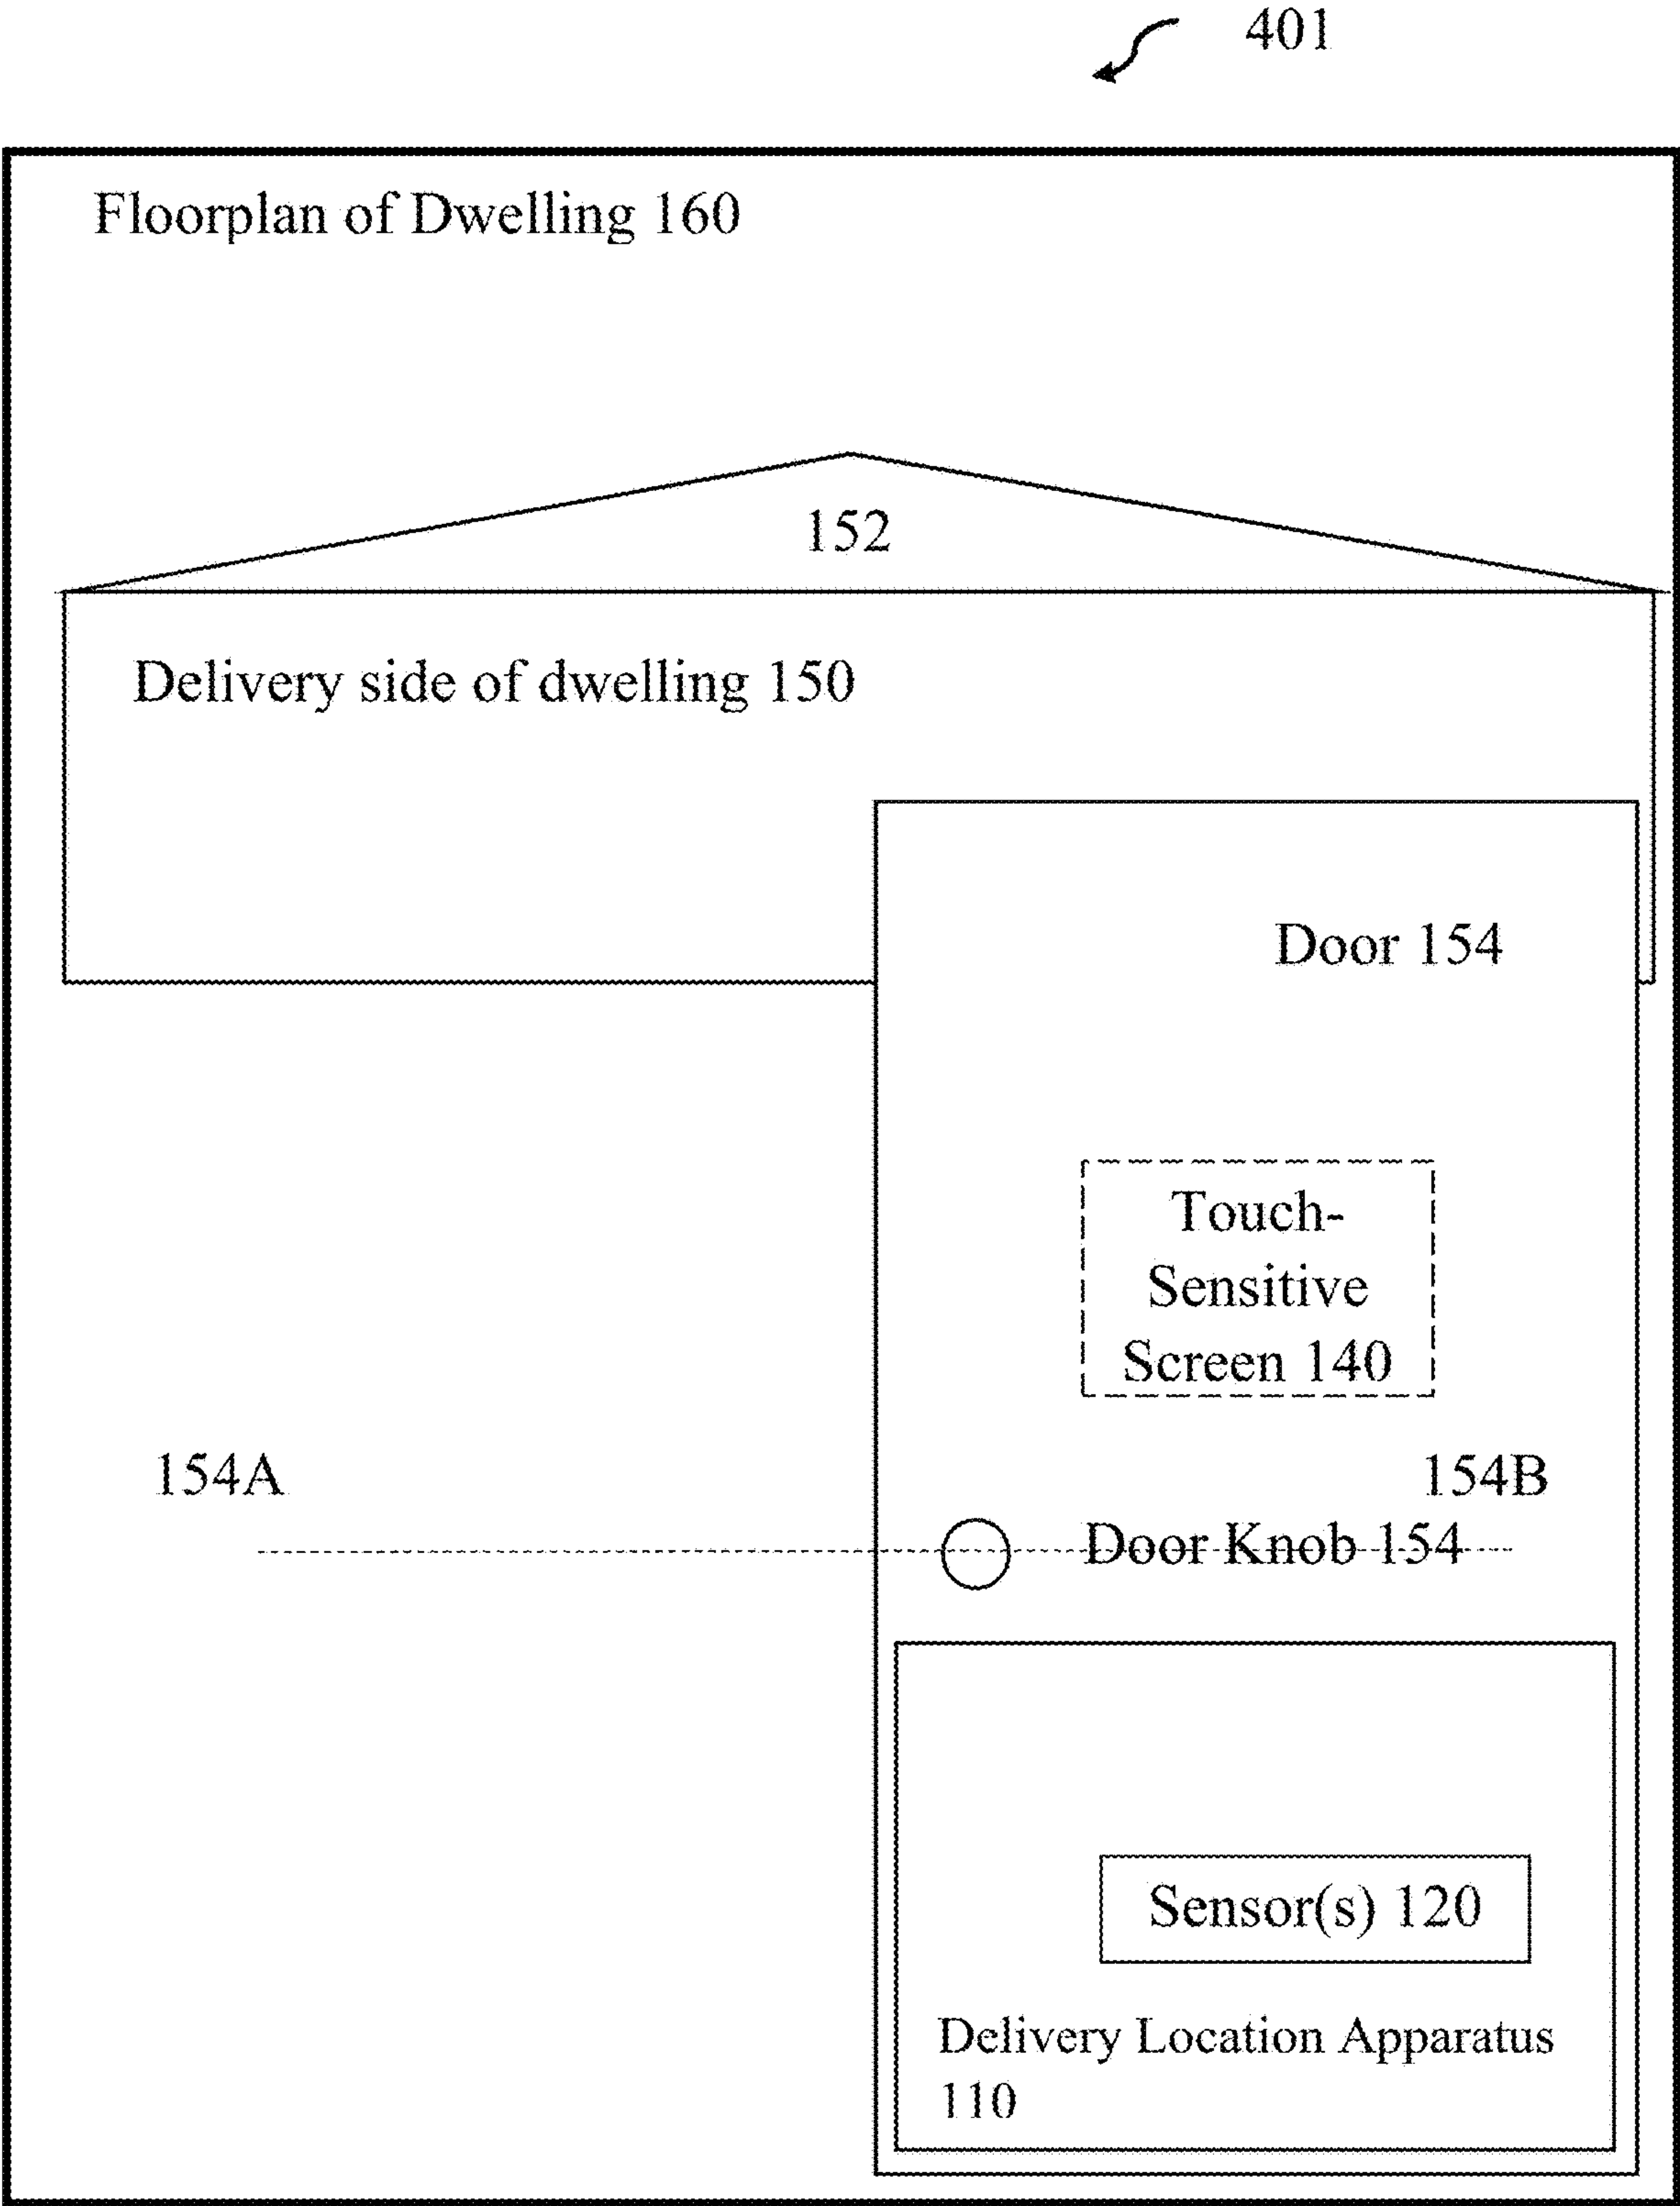 401
Floorplan of Dwelling 160
152
Delivery side of dwelling 150
Door 154
Touch-
Sensitive
Screen 140
154A
154B
Door Knob 154
Sensor(s) 120
Delivery Location Apparatus
110